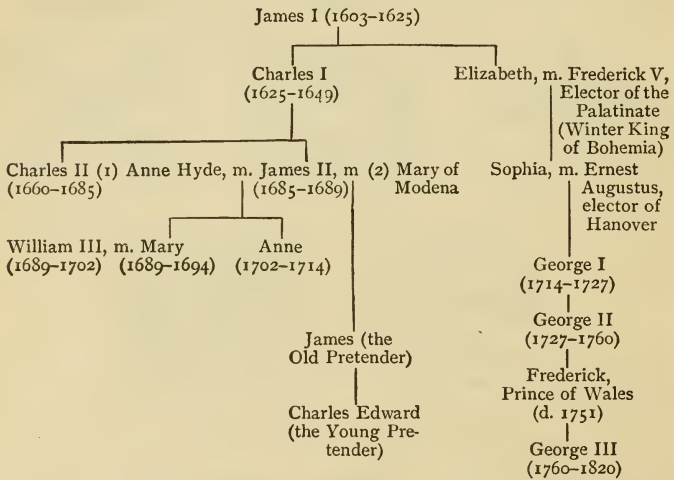 James I (1603–1625)
Charles I
(1625–1649)
Elizabeth, m. Frederick V,
Elector of the
Palatinate
(Winter King
of Bohemia)
Charles II (1) Anne Hyde, m. James II, m (2) Mary of
(1660–1685) (1685–1689) Modena
Sophia, m. Ernest
Augustus,
elector of
Hanover
William III, m. Mary Anne
(1689–1702) (1689–1694) (1702–1714)
George I
(1714–1727)
George II
(1727–1760)
James (the
Old Pretender)
Frederick,
Prince of Wales
(d. 1751)
Charles Edward
(the Young Pre-
tender)
George III
(1760–1820)